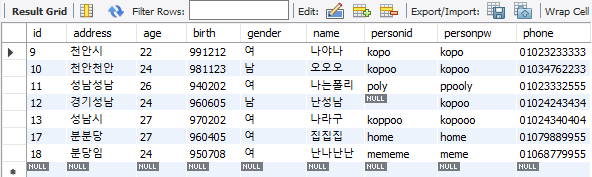 Result Grid Filter Rows: Edit: Export/Import: Wrap Cell
id address age birth gender name personid personpw phone
9 천안시 22 991212 여 나야나 kopo kopo 01023233333
10 천안천안 24 981123 남 오오오 kopoo kopoo 01034762233
11 성남성남 26 940202 여 나는폴리 poly ppooly 01023332555
12 경기성남 24 960605 남 난성남 NULL kopoo 01024243434
13 성남시 27 970202 여 나라구 koppoo kopooo 01024340404
17 분분당 27 960405 여 집집집 home home 01079889955
18 분당임 24 950708 여 난나난난 mememe meme 01068779955
NULL NULL NULL NULL NULL NULL NULL NULL NULL